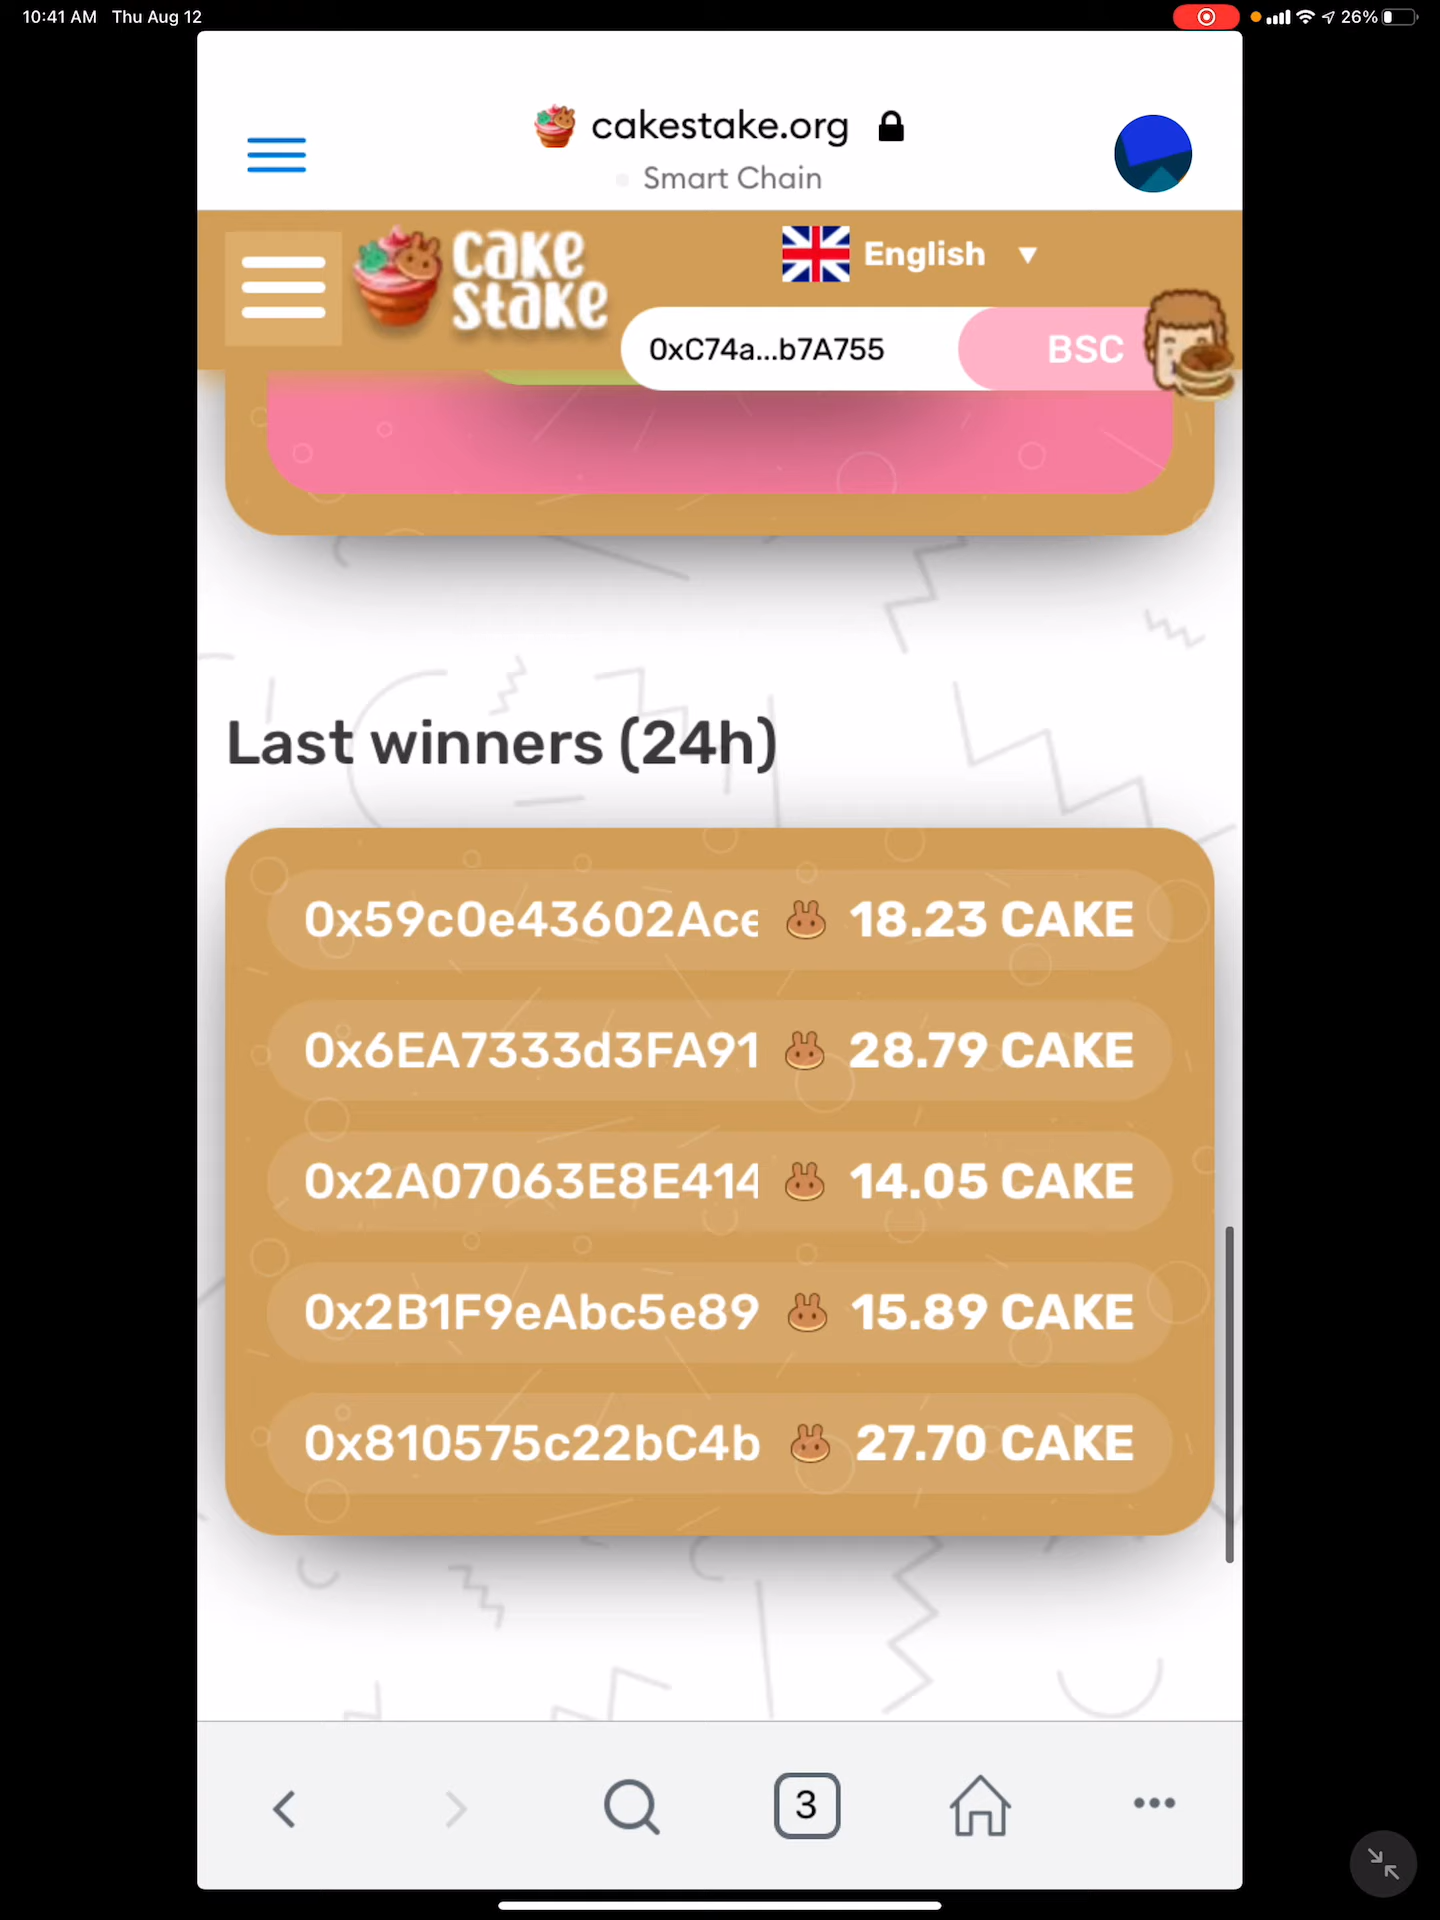 10:41 AM Thu Aug 12
26%
cakestake.org
Smart Chain
cake
stake
English ▼
0xC74a...b7A755
BSC
Last winners (24h)
0x59c0e43602Ace 18.23 CAKE
0x6EA7333d3FA91 28.79 CAKE
0x2A07063E8E414 14.05 CAKE
0x2B1F9eAbc5e89 15.89 CAKE
0x810575c22bC4b 27.70 CAKE
3